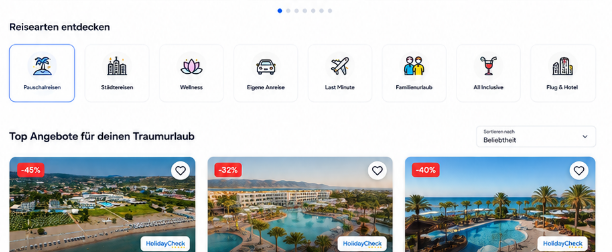 Reisearten entdecken
Pauschalreisen
Städtereisen
Wellness
Eigene Anreise
Last Minute
Familienurlaub
All Inclusive
Flug & Hotel
Top Angebote für deinen Traumurlaub
Sortieren nach
Beliebtheit
-45%
-32%
-40%
HolidayCheck
HolidayCheck
HolidayCheck